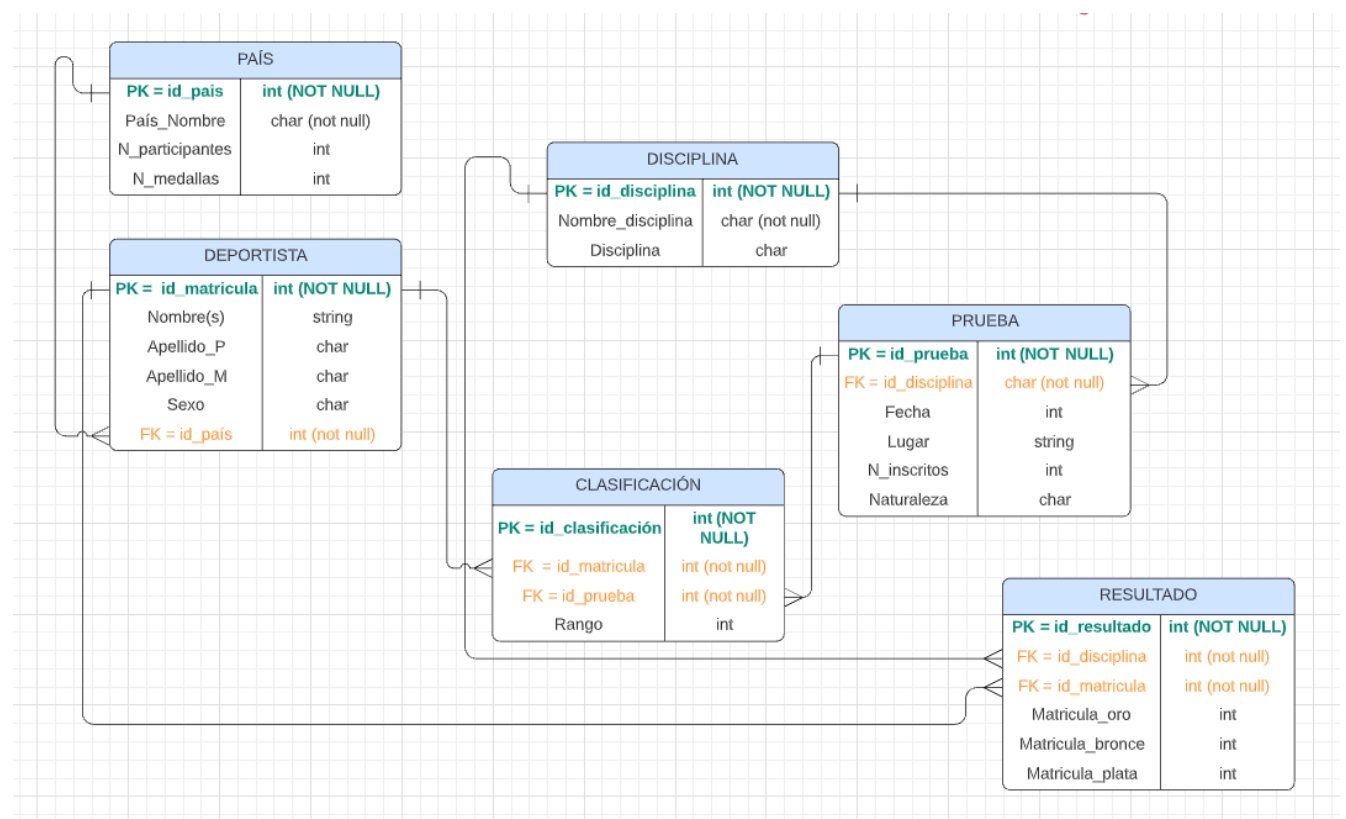 PAÍS
PK = id_pais int (NOT NULL)
País_Nombre char (not null)
N_participantes int
N_medallas int
DISCIPLINA
PK = id_disciplina int (NOT NULL)
Nombre_disciplina char (not null)
Disciplina char
DEPORTISTA
PK = id_matricula int (NOT NULL)
Nombre(s) string
Apellido_P char
Apellido_M char
Sexo char
FK = id_país int (not null)
PRUEBA
PK = id_prueba int (NOT NULL)
FK = id_disciplina char (not null)
Fecha int
Lugar string
N_inscritos int
Naturaleza char
CLASIFICACIÓN
PK = id_clasificación int (NOT
NULL)
FK = id_matricula int (not null)
FK = id_prueba int (not null)
Rango int
RESULTADO
PK = id_resultado int (NOT NULL)
FK = id_disciplina int (not null)
FK = id_matricula int (not null)
Matricula_oro int
Matricula_bronce int
Matricula_plata int